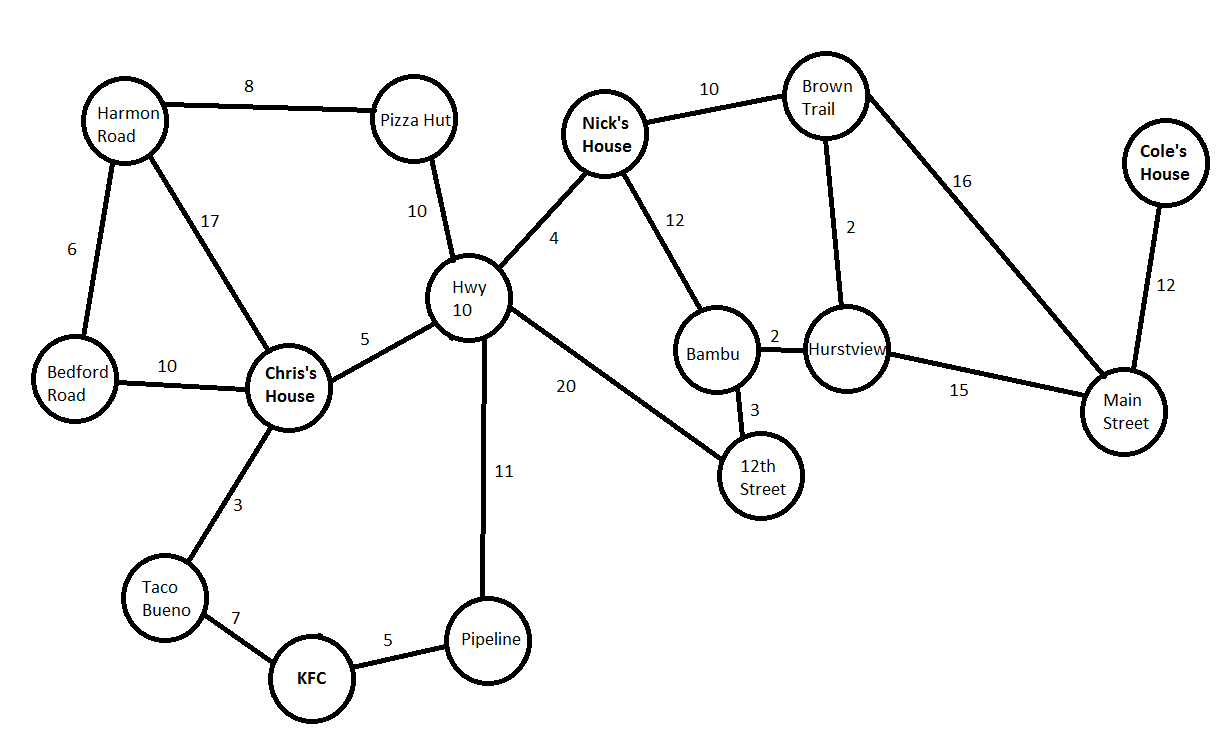 8
Harmon
Road
Pizza Hut
Nick's
House
10
Brown
Trail
Cole's
House
16
6
17
10
4
12
2
12
Hwy
10
5
Bedford
Road
10
Chris's
House
20
Bambu
2
Hurstview
15
Main
Street
3
11
12th
Street
3
Taco
Bueno
7
KFC
5
Pipeline